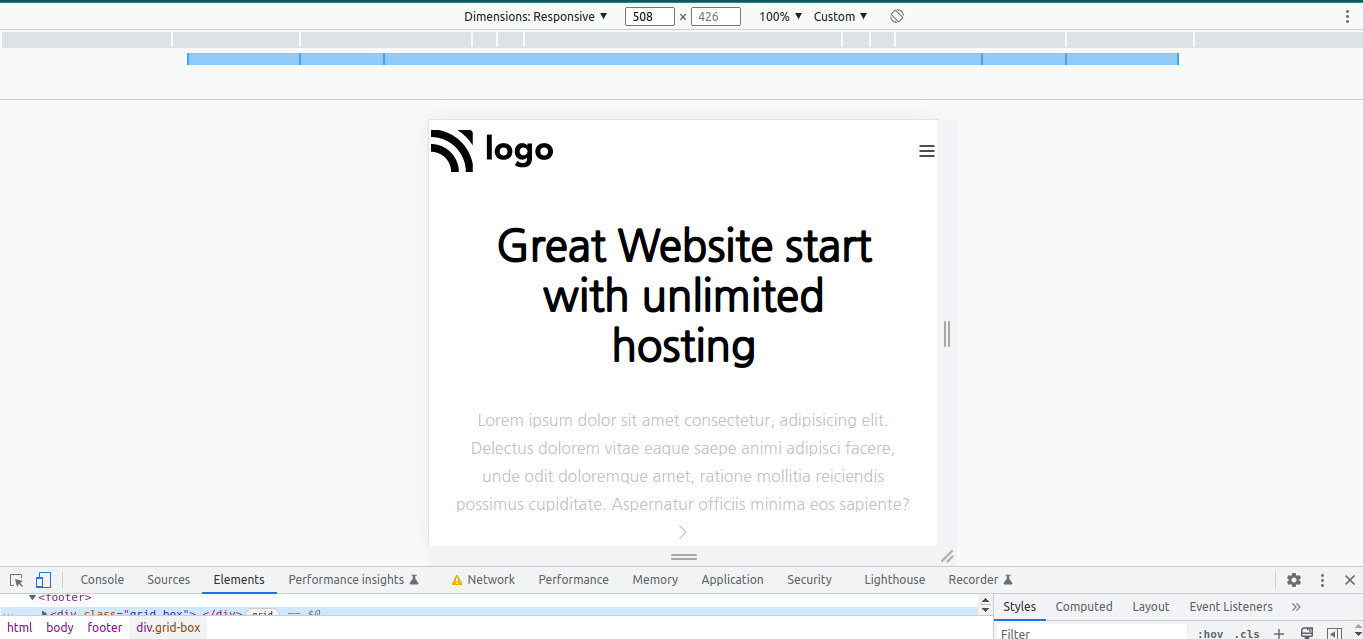 Dimensions: Responsive ▼ 508 × 426 100% ▼ Custom ▼
logo
Great Website start
with unlimited
hosting
Lorem ipsum dolor sit amet consectetur, adipisicing elit.
Delectus dolorem vitae eaque saepe animi adipisci facere,
unde odit doloremque amet, ratione mollitia reiciendis
possimus cupiditate. Aspernatur officiis minima eos sapiente?
Console Sources Elements Performance insights Network Performance Memory Application Security Lighthouse Recorder
▼<footer>
<div class="grid-box"> </div> grid == $0
html body footer div.grid-box
Styles Computed Layout Event Listeners »
Filter :hov .cls +